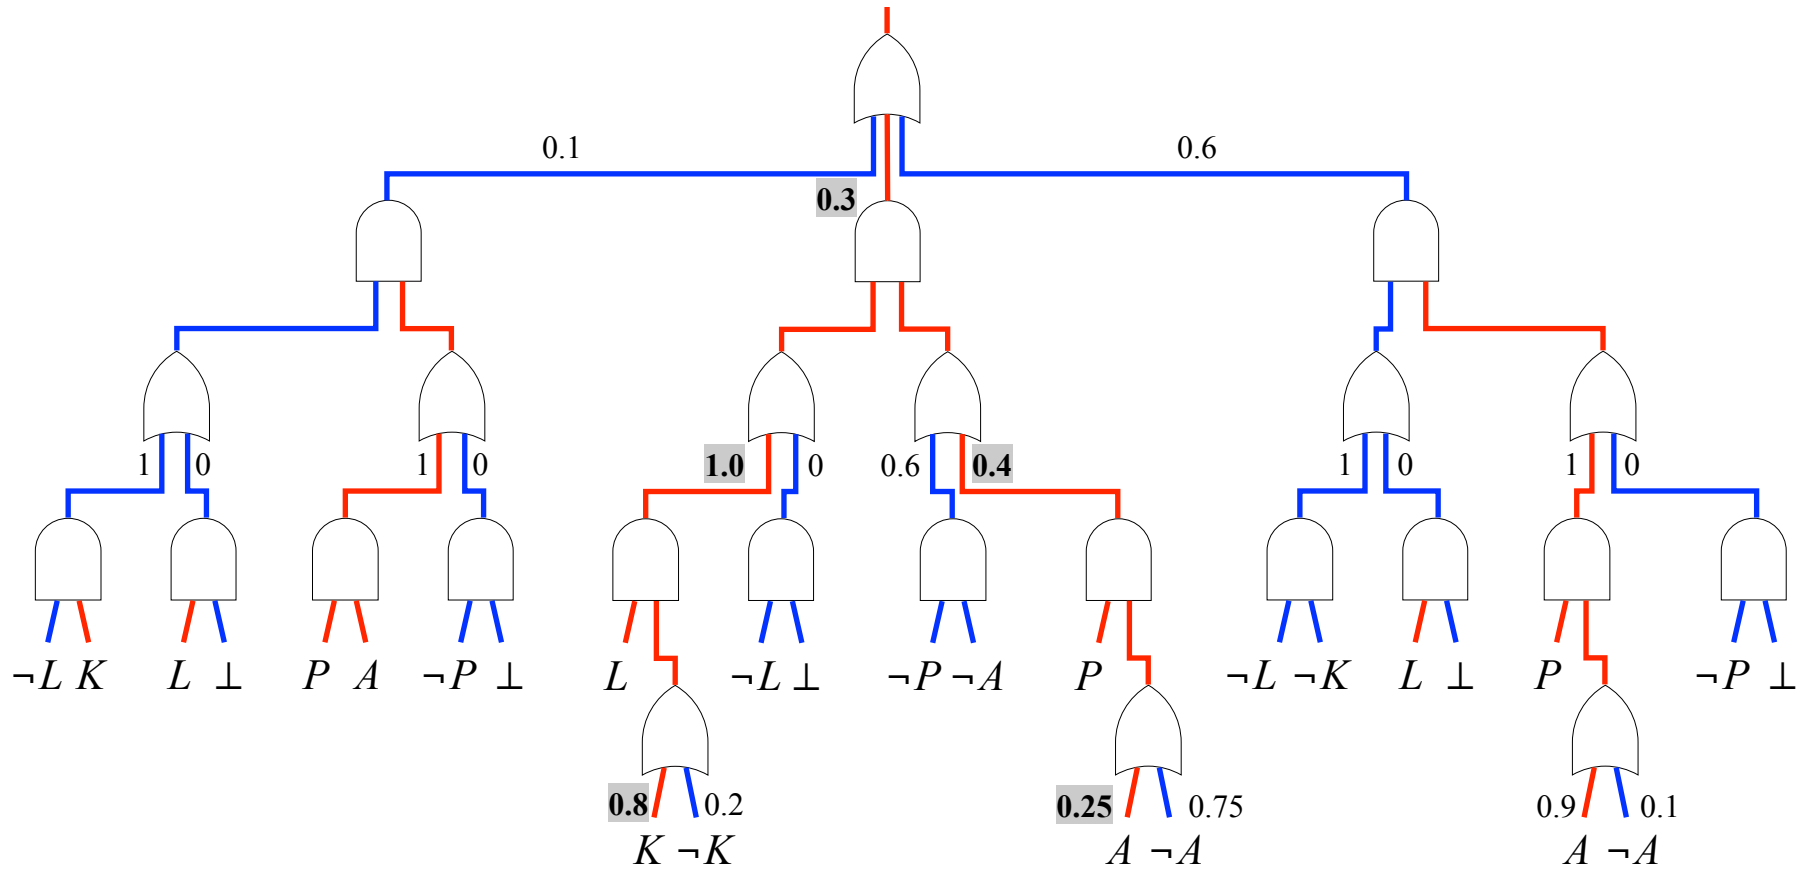 0.1 0.6
0.3
1 0 1 0 1.0 0 0.6 0.4 1 0 1 0
¬L K L ⊥ P A ¬P ⊥ L ¬L ⊥ ¬P ¬A P ¬L ¬K L ⊥ P ¬P ⊥
0.8 0.2 0.25 0.75 0.9 0.1
K ¬K A ¬A A ¬A